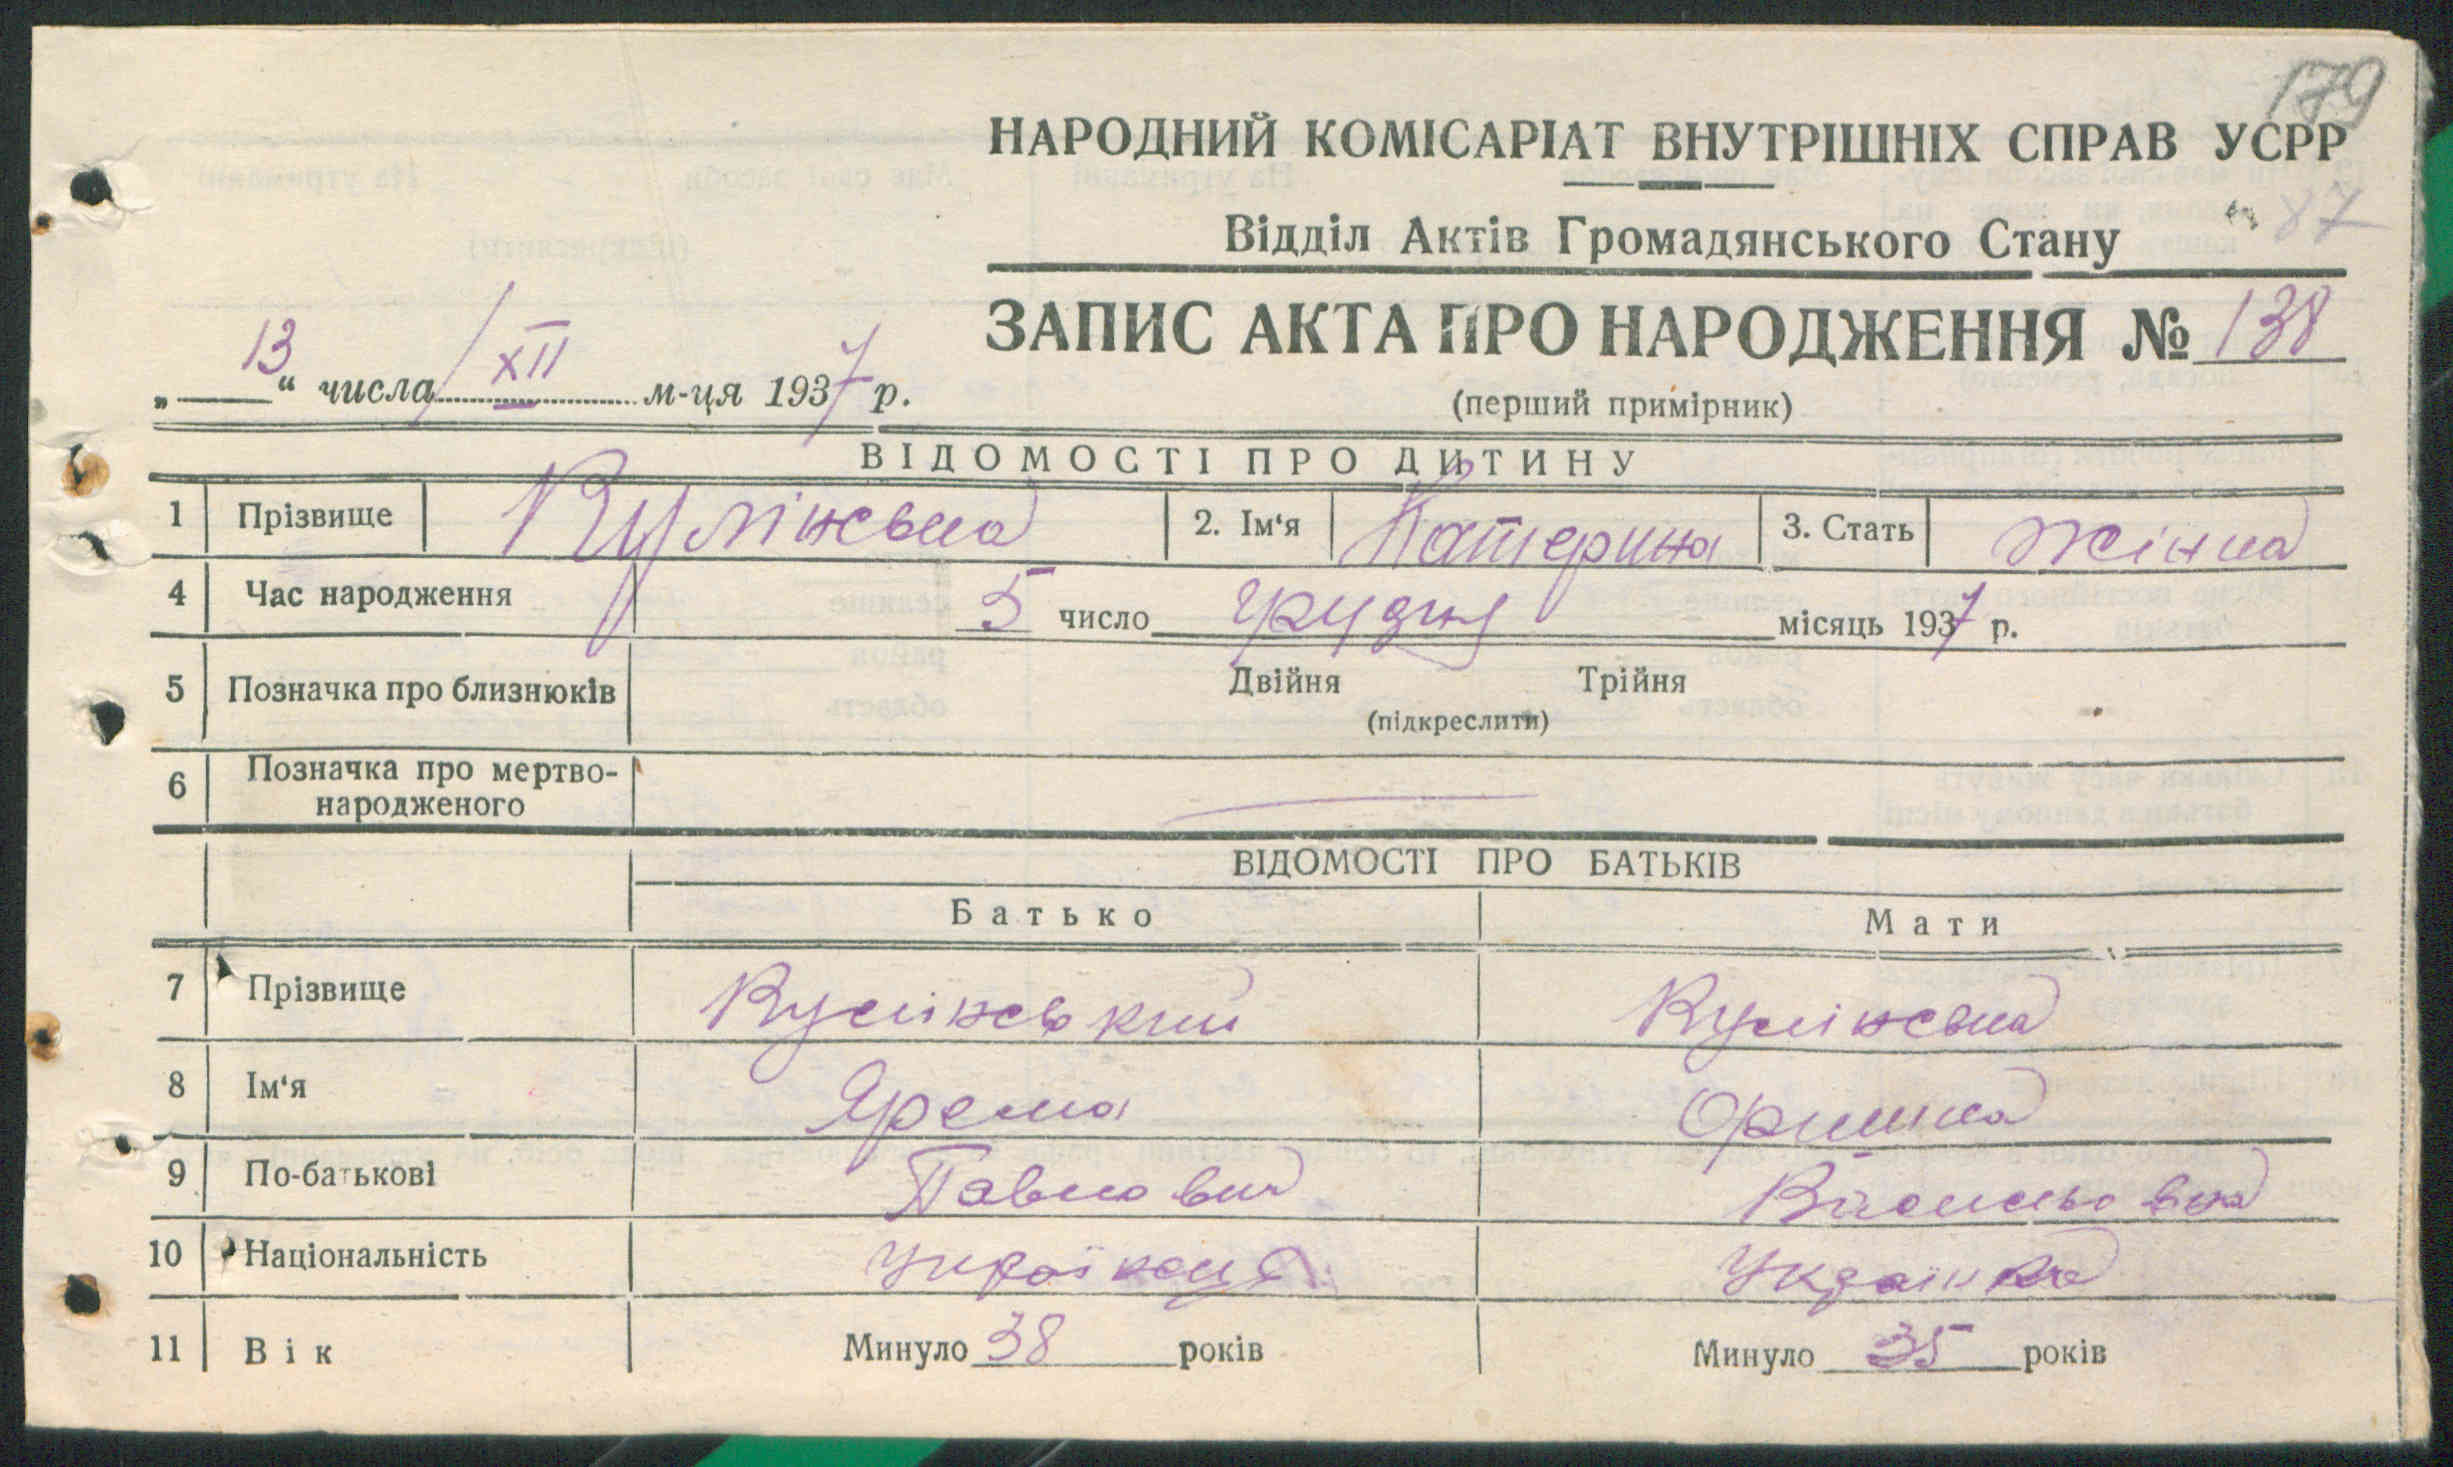 179
НАРОДНИЙ КОМІСАРІАТ ВНУТРІШНІХ СПРАВ УСРР
Відділ Актів Громадянського Стану 87
ЗАПИС АКТА ПРО НАРОДЖЕННЯ № 138
„ 13 “ числа / XII м-ця 1937 р.
(перший примірник)
ВІДОМОСТІ ПРО ДИТИНУ
1 Прізвище Кулінська 2. Ім‘я Катерина 3. Стать Жінка
4 Час народження 5 число Грудня місяць 1937 р.
5 Позначка про близнюків Двійня Трійня
(підкреслити)
6 Позначка про мертво-
народженого
ВІДОМОСТІ ПРО БАТЬКІВ
Батько Мати
7 Прізвище Кулінський Кулінська
8 Ім‘я Ярема Оришка
9 По-батькові Павлович
10 Національність Українець Українка
11 Вік Минуло 38 років Минуло 35 років